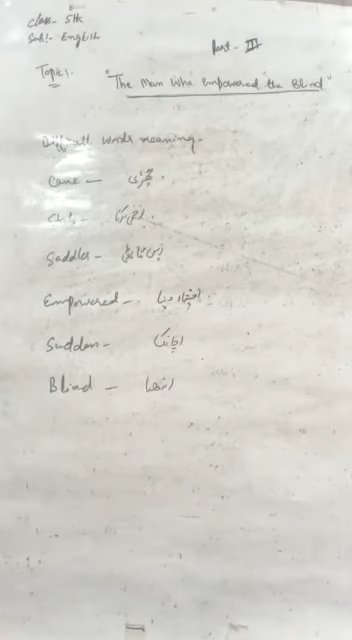 Class - 5th
Sub:- English
Part - III
Topic:. "The Man Who Empowered the Blind"
Difficult words meaning -
Cane - چھڑی.
Saddler -
Empowered - اختیار دینا
Sudden - اچانک
Blind - اندھا